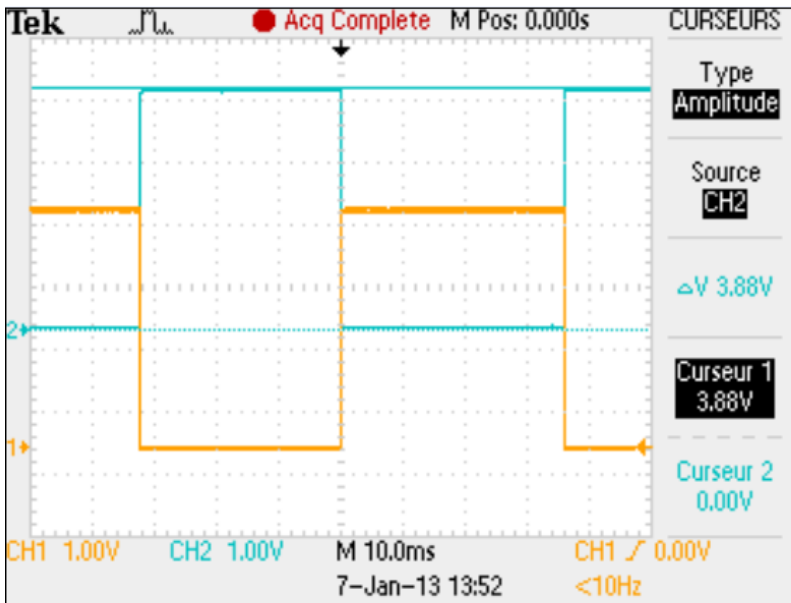 Tek Acq Complete M Pos: 0.000s CURSEURS
Type
Amplitude
Source
CH2
△V 3.88V
2
Curseur 1
3.88V
1
Curseur 2
0.00V
CH1 1.00V CH2 1.00V M 10.0ms CH1 0.00V
7-Jan-13 13:52 <10Hz